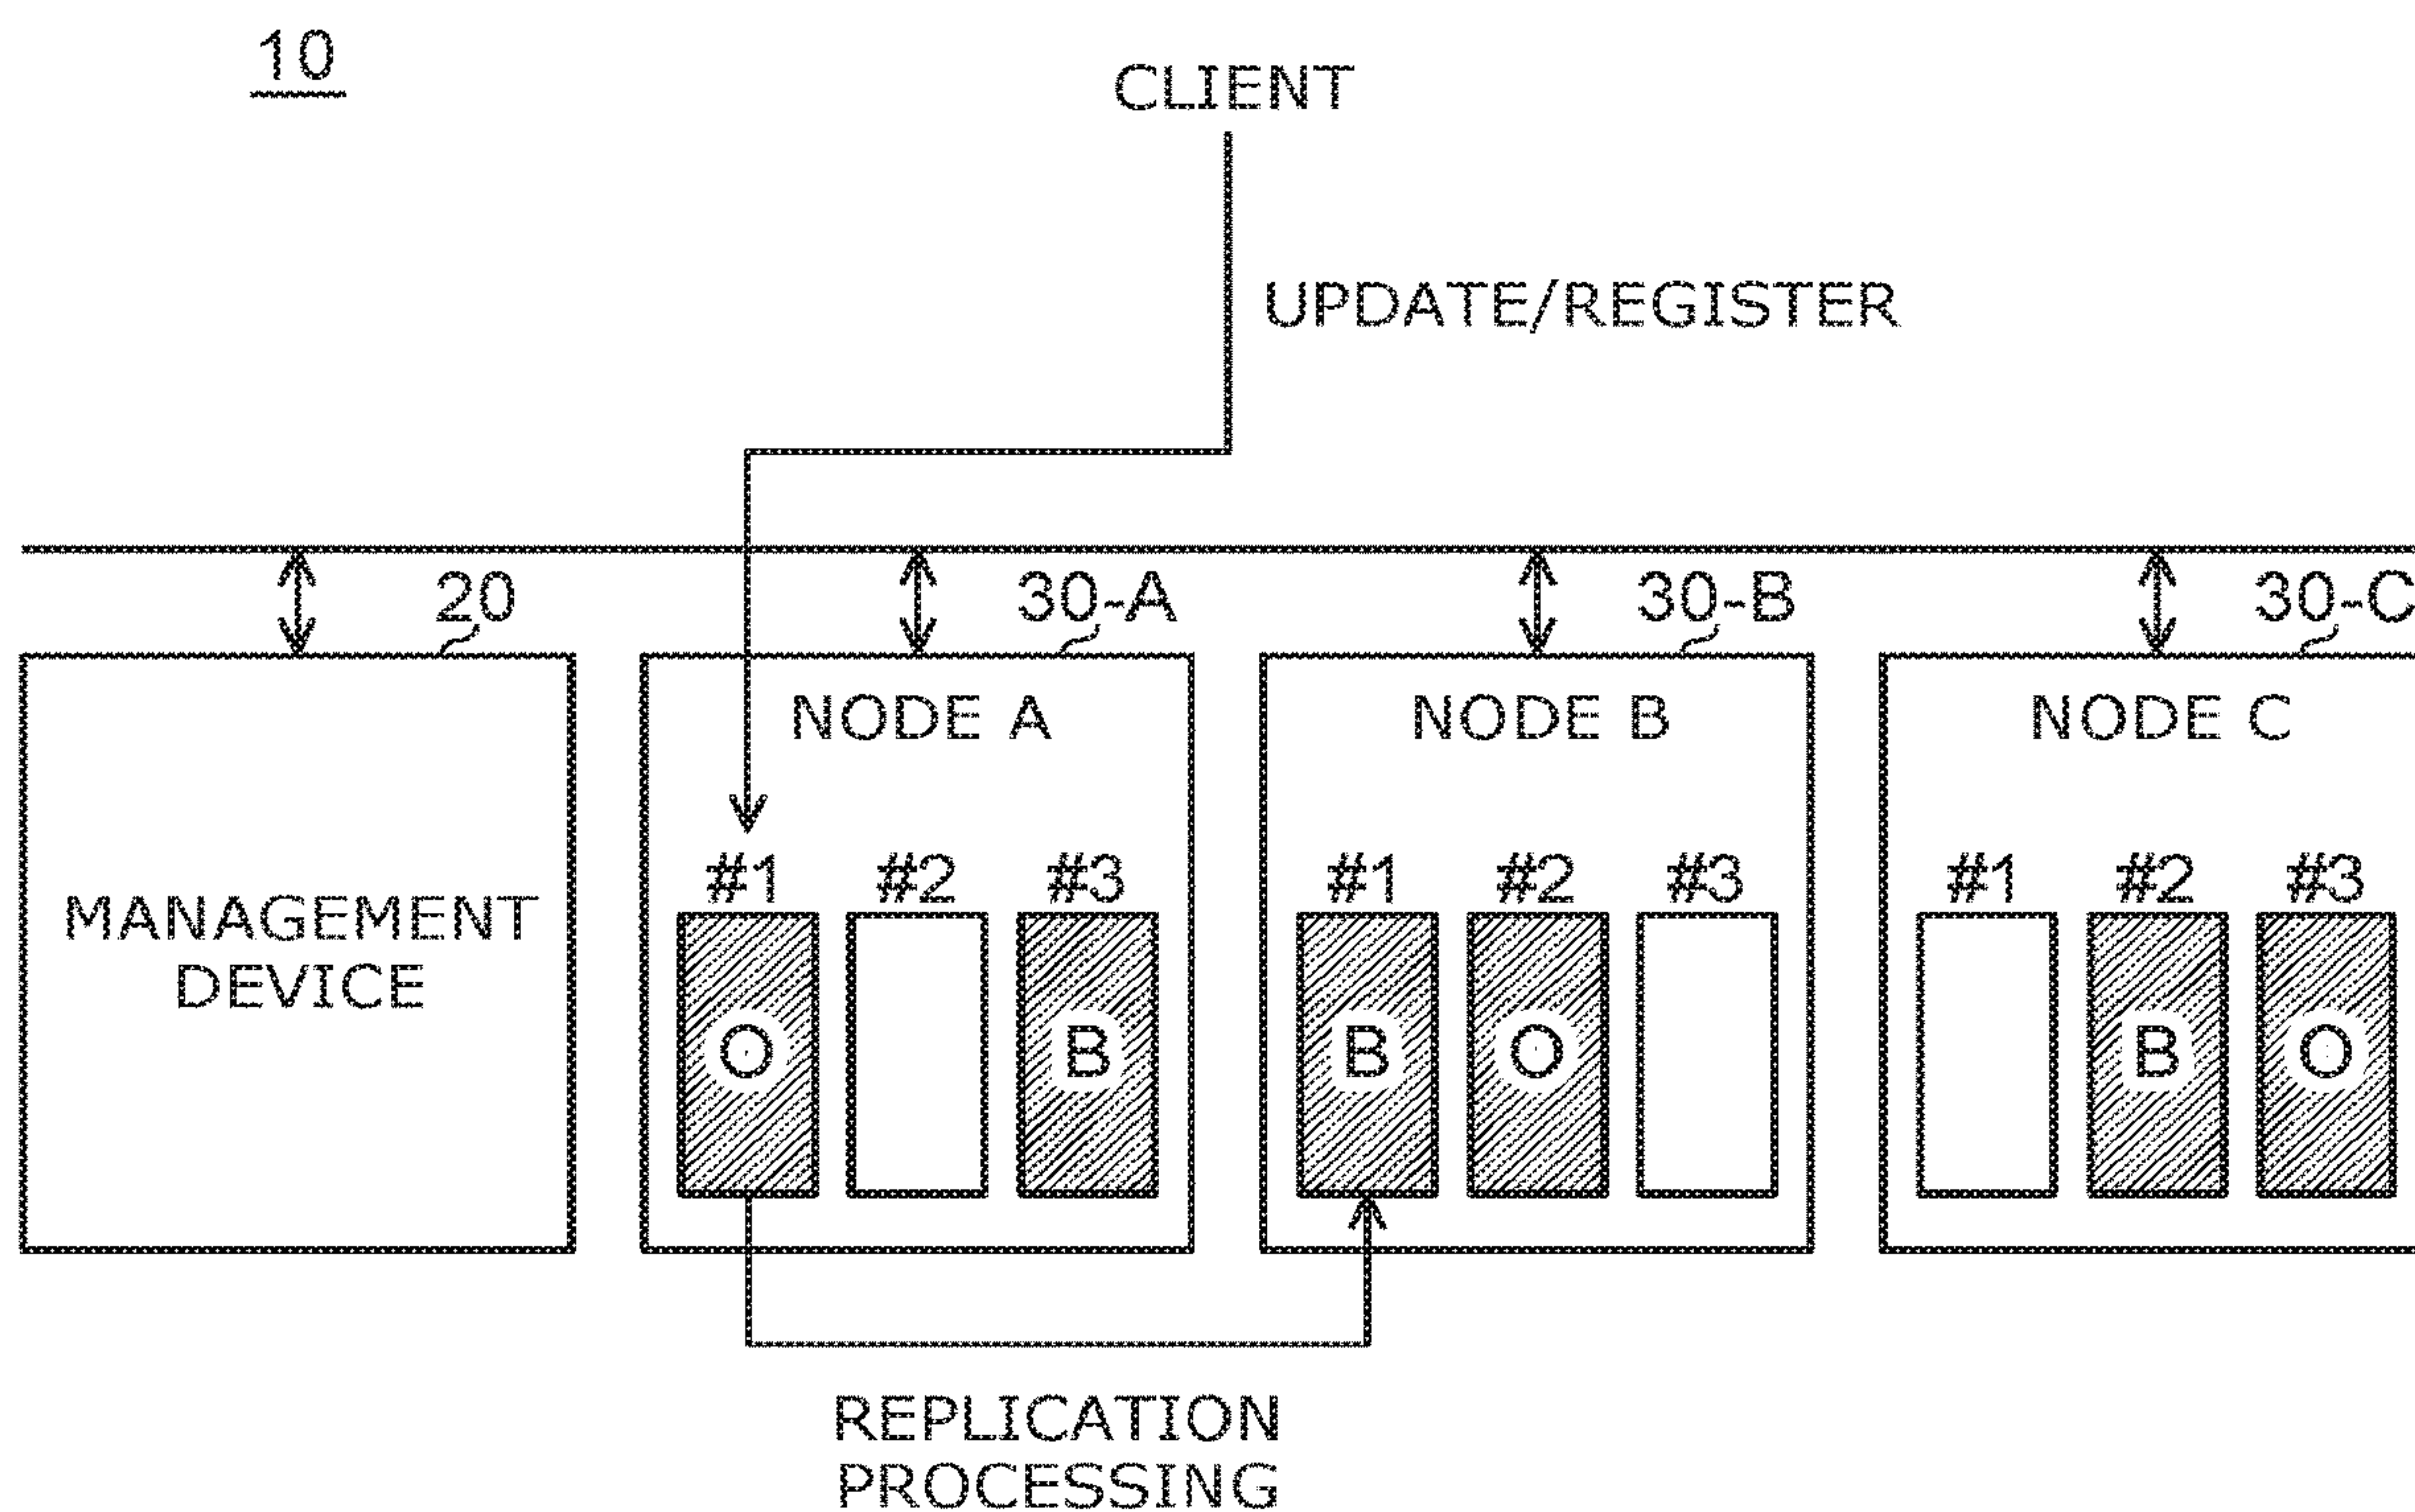 10
CLIENT
UPDATE/REGISTER
20
30-A
30-B
30-C
NODE A
NODE B
NODE C
MANAGEMENT
DEVICE
#1 #2 #3
#1 #2 #3
#1 #2 #3
O B
B O
B O
REPLICATION
PROCESSING